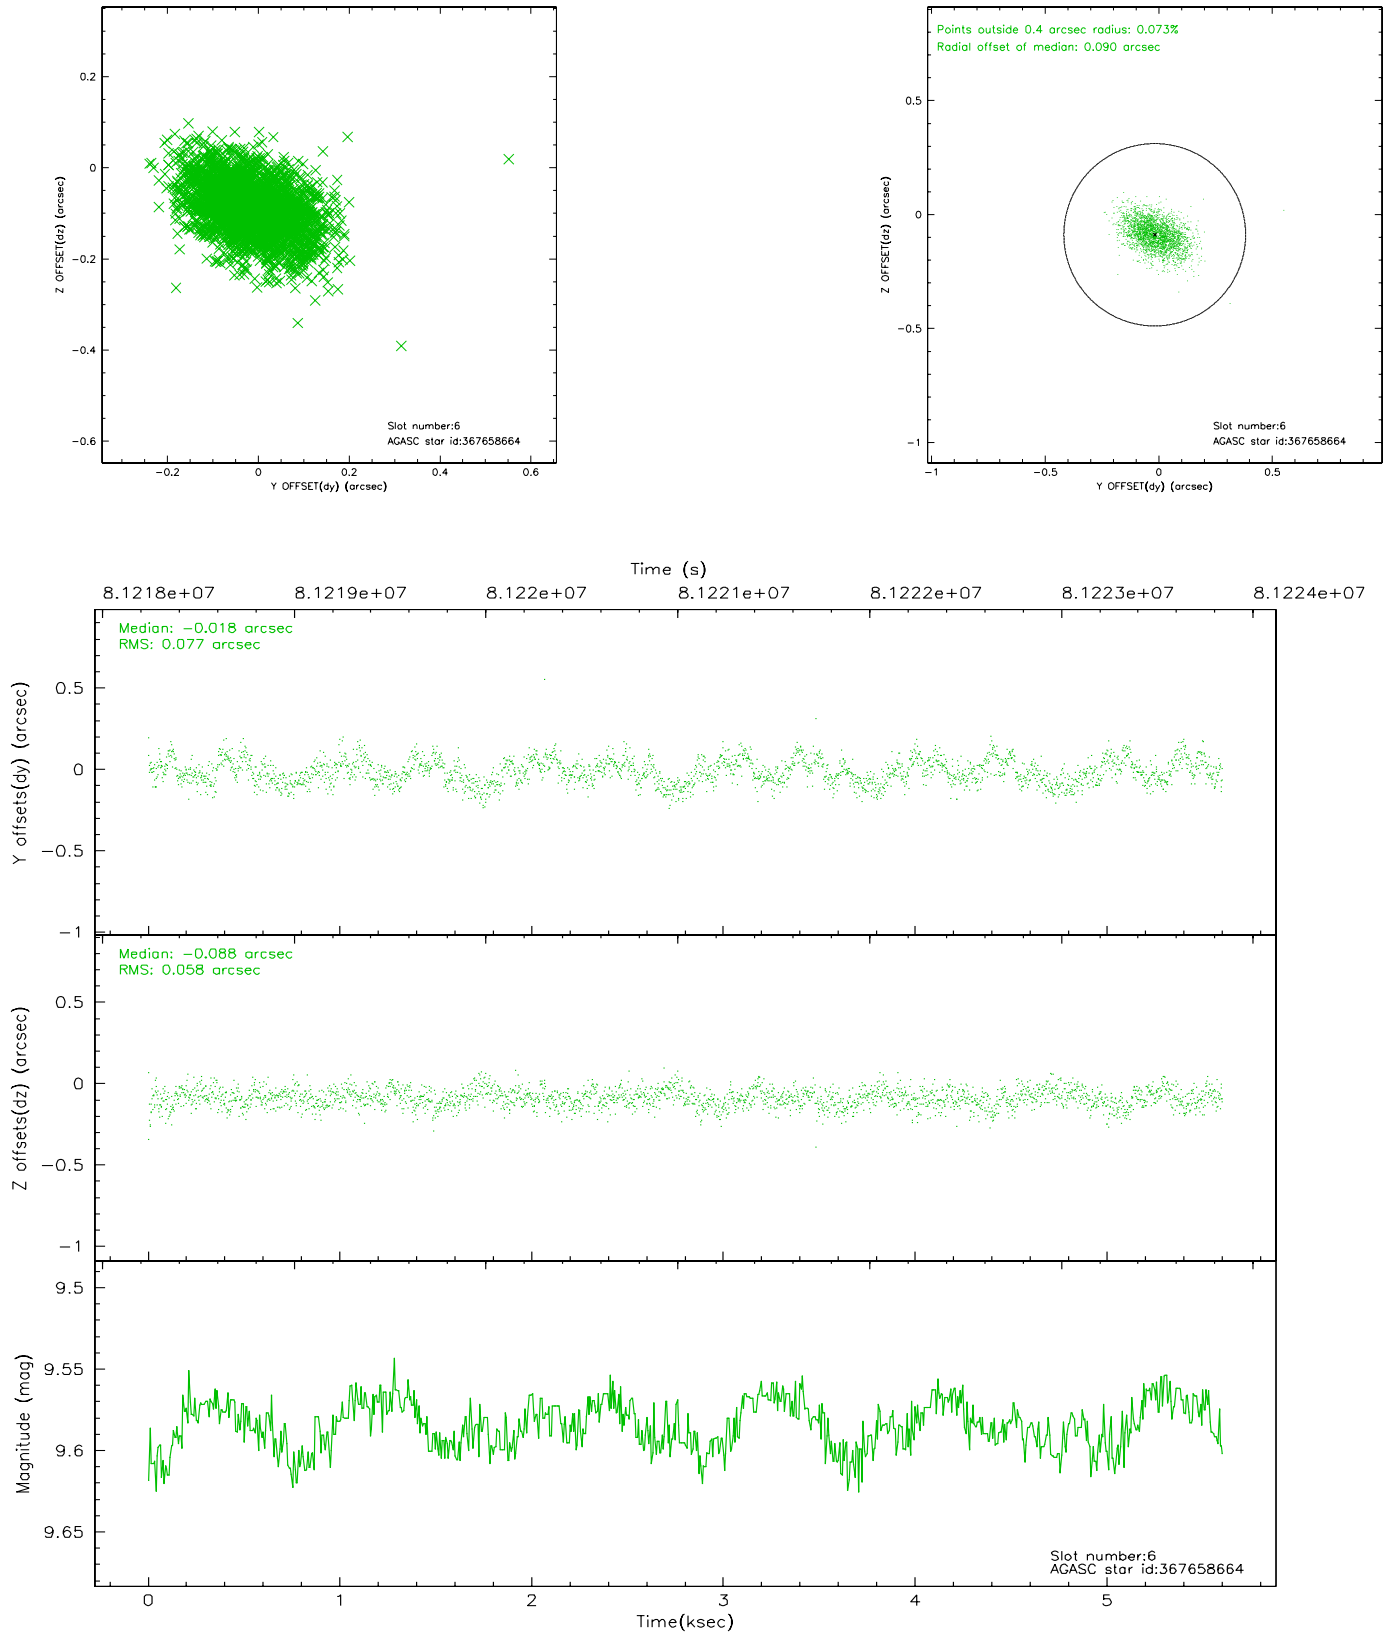 0.2
0
-0.2
-0.4
-0.6
Z OFFSET(dz) (arcsec)
Slot number:6
AGASC star id:367658664
-0.2
0
0.2
0.4
0.6
Y OFFSET(dy) (arcsec)
Points outside 0.4 arcsec radius: 0.073%
Radial offset of median: 0.090 arcsec
0.5
0
-0.5
-1
Z OFFSET(dz) (arcsec)
Slot number:6
AGASC star id:367658664
-1
-0.5
0
0.5
Y OFFSET(dy) (arcsec)
Time (s)
8.1218e+07
8.1219e+07
8.122e+07
8.1221e+07
8.1222e+07
8.1223e+07
8.1224e+07
Median: -0.018 arcsec
RMS: 0.077 arcsec
0.5
0
-0.5
-1
Y offsets(dy) (arcsec)
Median: -0.088 arcsec
RMS: 0.058 arcsec
0.5
0
-0.5
-1
Z offsets(dz) (arcsec)
9.5
9.55
9.6
9.65
Magnitude (mag)
Slot number:6
AGASC star id:367658664
0
1
2
3
4
5
Time(ksec)